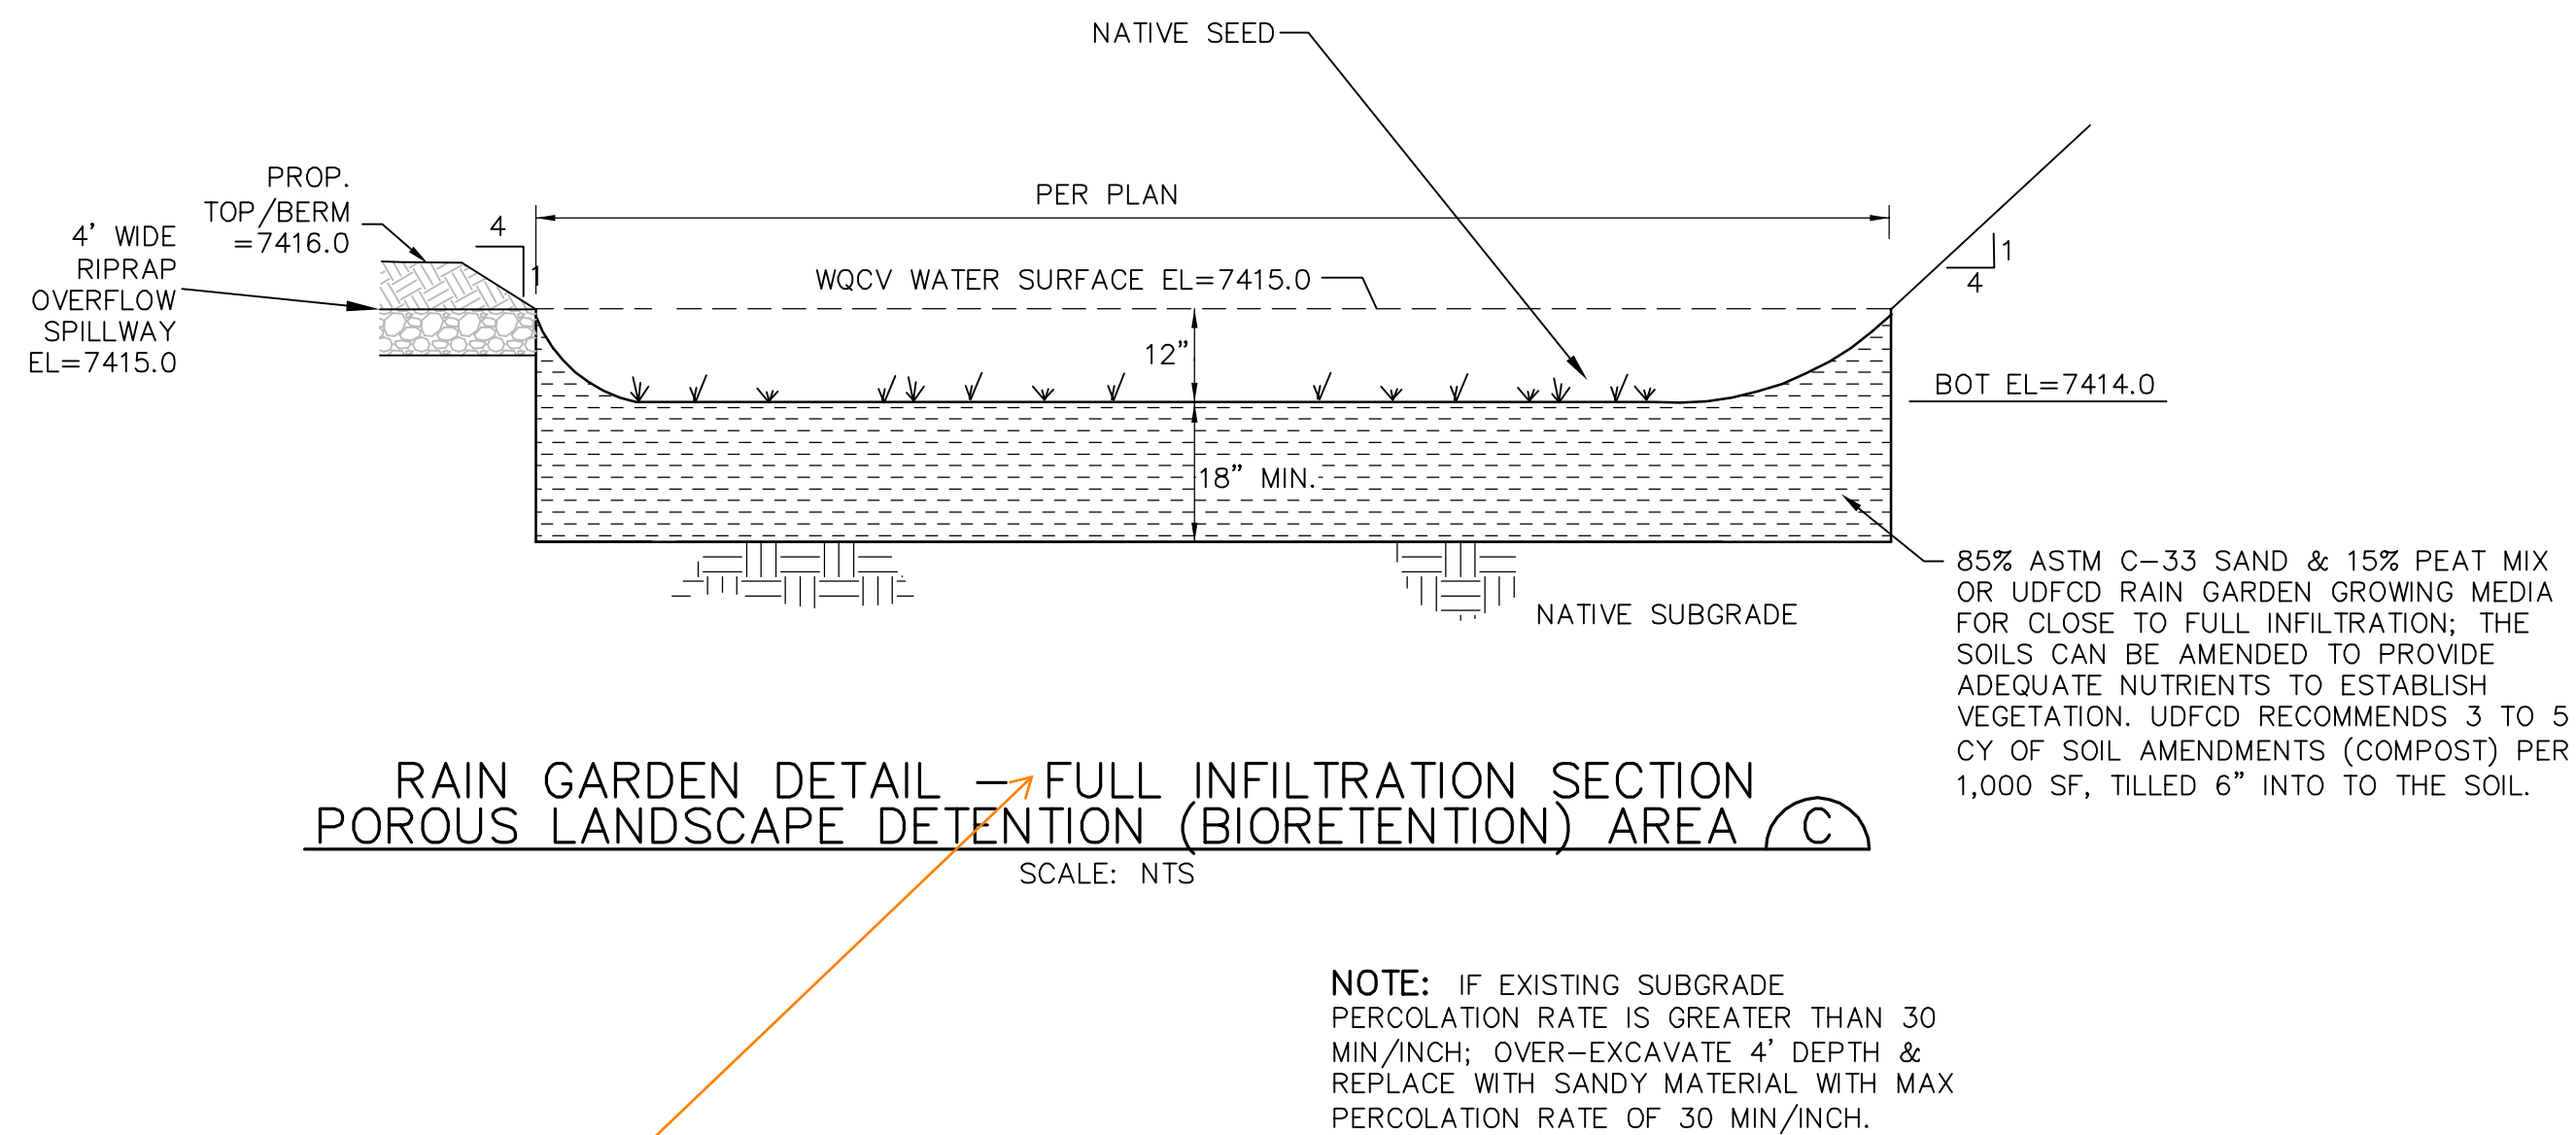 NATIVE SEED
PROP.
TOP/BERM
=7416.0
4' WIDE
RIPRAP
OVERFLOW
SPILLWAY
EL=7415.0
4
1
PER PLAN
WQCV WATER SURFACE EL=7415.0
1
4
12"
BOT EL=7414.0
18" MIN.
NATIVE SUBGRADE
85% ASTM C-33 SAND & 15% PEAT MIX
OR UDFCD RAIN GARDEN GROWING MEDIA
FOR CLOSE TO FULL INFILTRATION; THE
SOILS CAN BE AMENDED TO PROVIDE
ADEQUATE NUTRIENTS TO ESTABLISH
VEGETATION. UDFCD RECOMMENDS 3 TO 5
CY OF SOIL AMENDMENTS (COMPOST) PER
1,000 SF, TILLED 6" INTO TO THE SOIL.
RAIN GARDEN DETAIL - FULL INFILTRATION SECTION
POROUS LANDSCAPE DETENTION (BIORETENTION) AREA C
SCALE: NTS
NOTE: IF EXISTING SUBGRADE
PERCOLATION RATE IS GREATER THAN 30
MIN/INCH; OVER-EXCAVATE 4' DEPTH &
REPLACE WITH SANDY MATERIAL WITH MAX
PERCOLATION RATE OF 30 MIN/INCH.